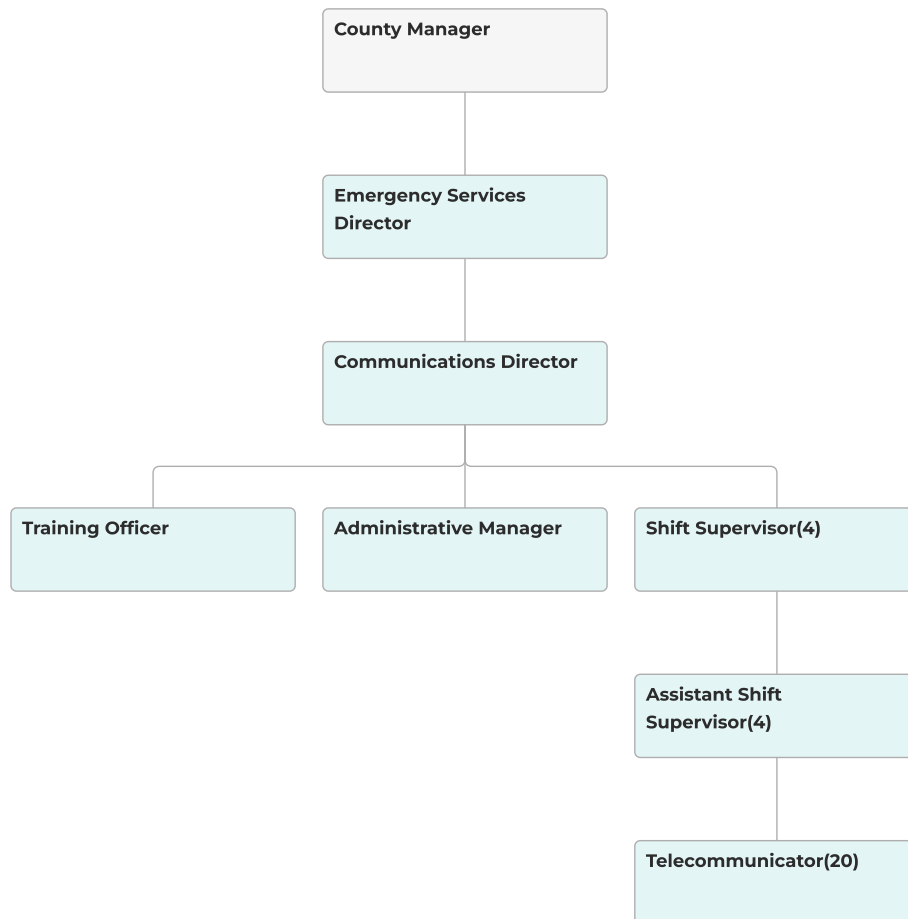 County Manager
Emergency Services
Director
Communications Director
Training Officer
Administrative Manager
Shift Supervisor(4)
Assistant Shift
Supervisor(4)
Telecommunicator(20)